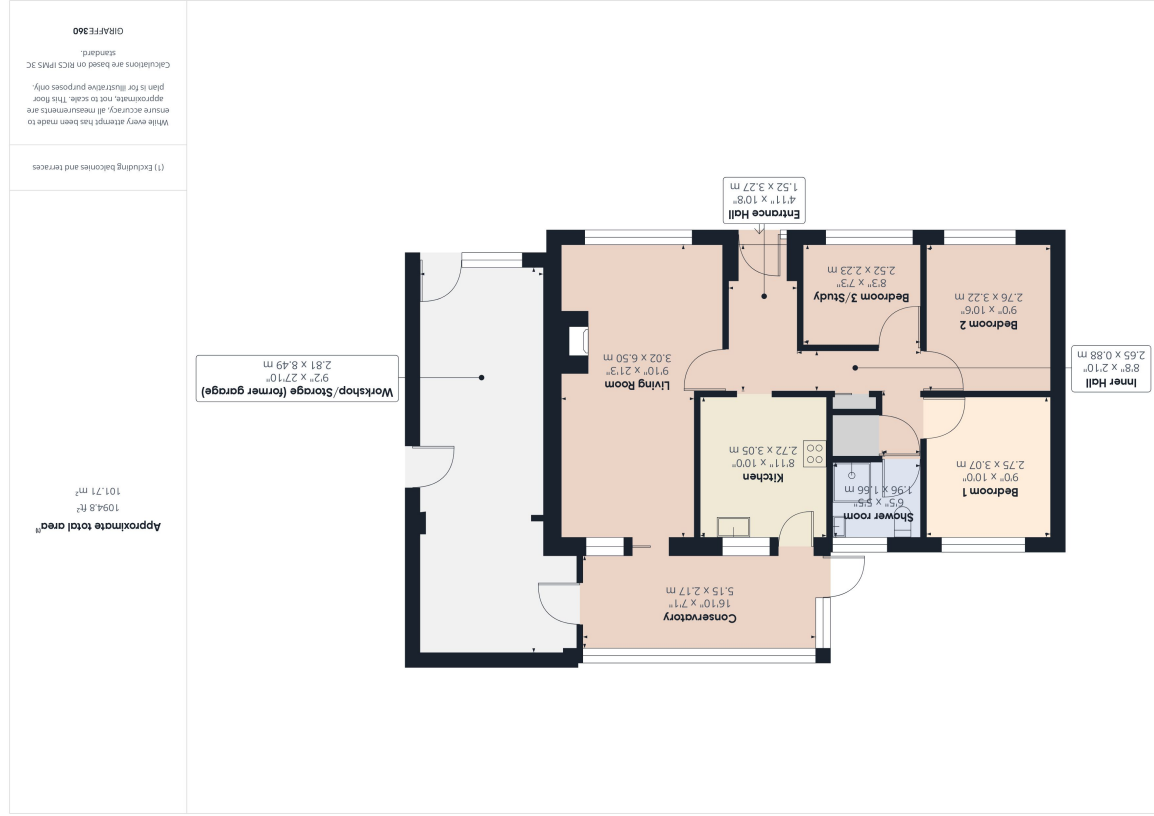 Conservatory
16'10" x 7'1"
5.15 x 2.17 m
Shower room
6'5" x 5'5"
1.96 x 1.66 m
Bedroom 1
9'0" x 10'0"
2.75 x 3.07 m
Kitchen
8'11" x 10'0"
2.72 x 3.05 m
Inner Hall
8'8" x 2'10"
2.65 x 0.88 m
Living Room
9'10" x 21'3"
3.02 x 6.50 m
Workshop/Storage (former garage)
9'2" x 27'10"
2.81 x 8.49 m
Bedroom 2
9'0" x 10'6"
2.76 x 3.22 m
Bedroom 3/Study
8'3" x 7'3"
2.52 x 2.23 m
Entrance Hall
4'11" x 10'8"
1.52 x 3.27 m
Approximate total area⁽¹⁾
1094.8 ft²
101.71 m²
(1) Excluding balconies and terraces
While every attempt has been made to
ensure accuracy, all measurements are
approximate, not to scale. This floor
plan is for illustrative purposes only.
Calculations are based on RICS IPMS 3C
standard.
GIRAFFE360